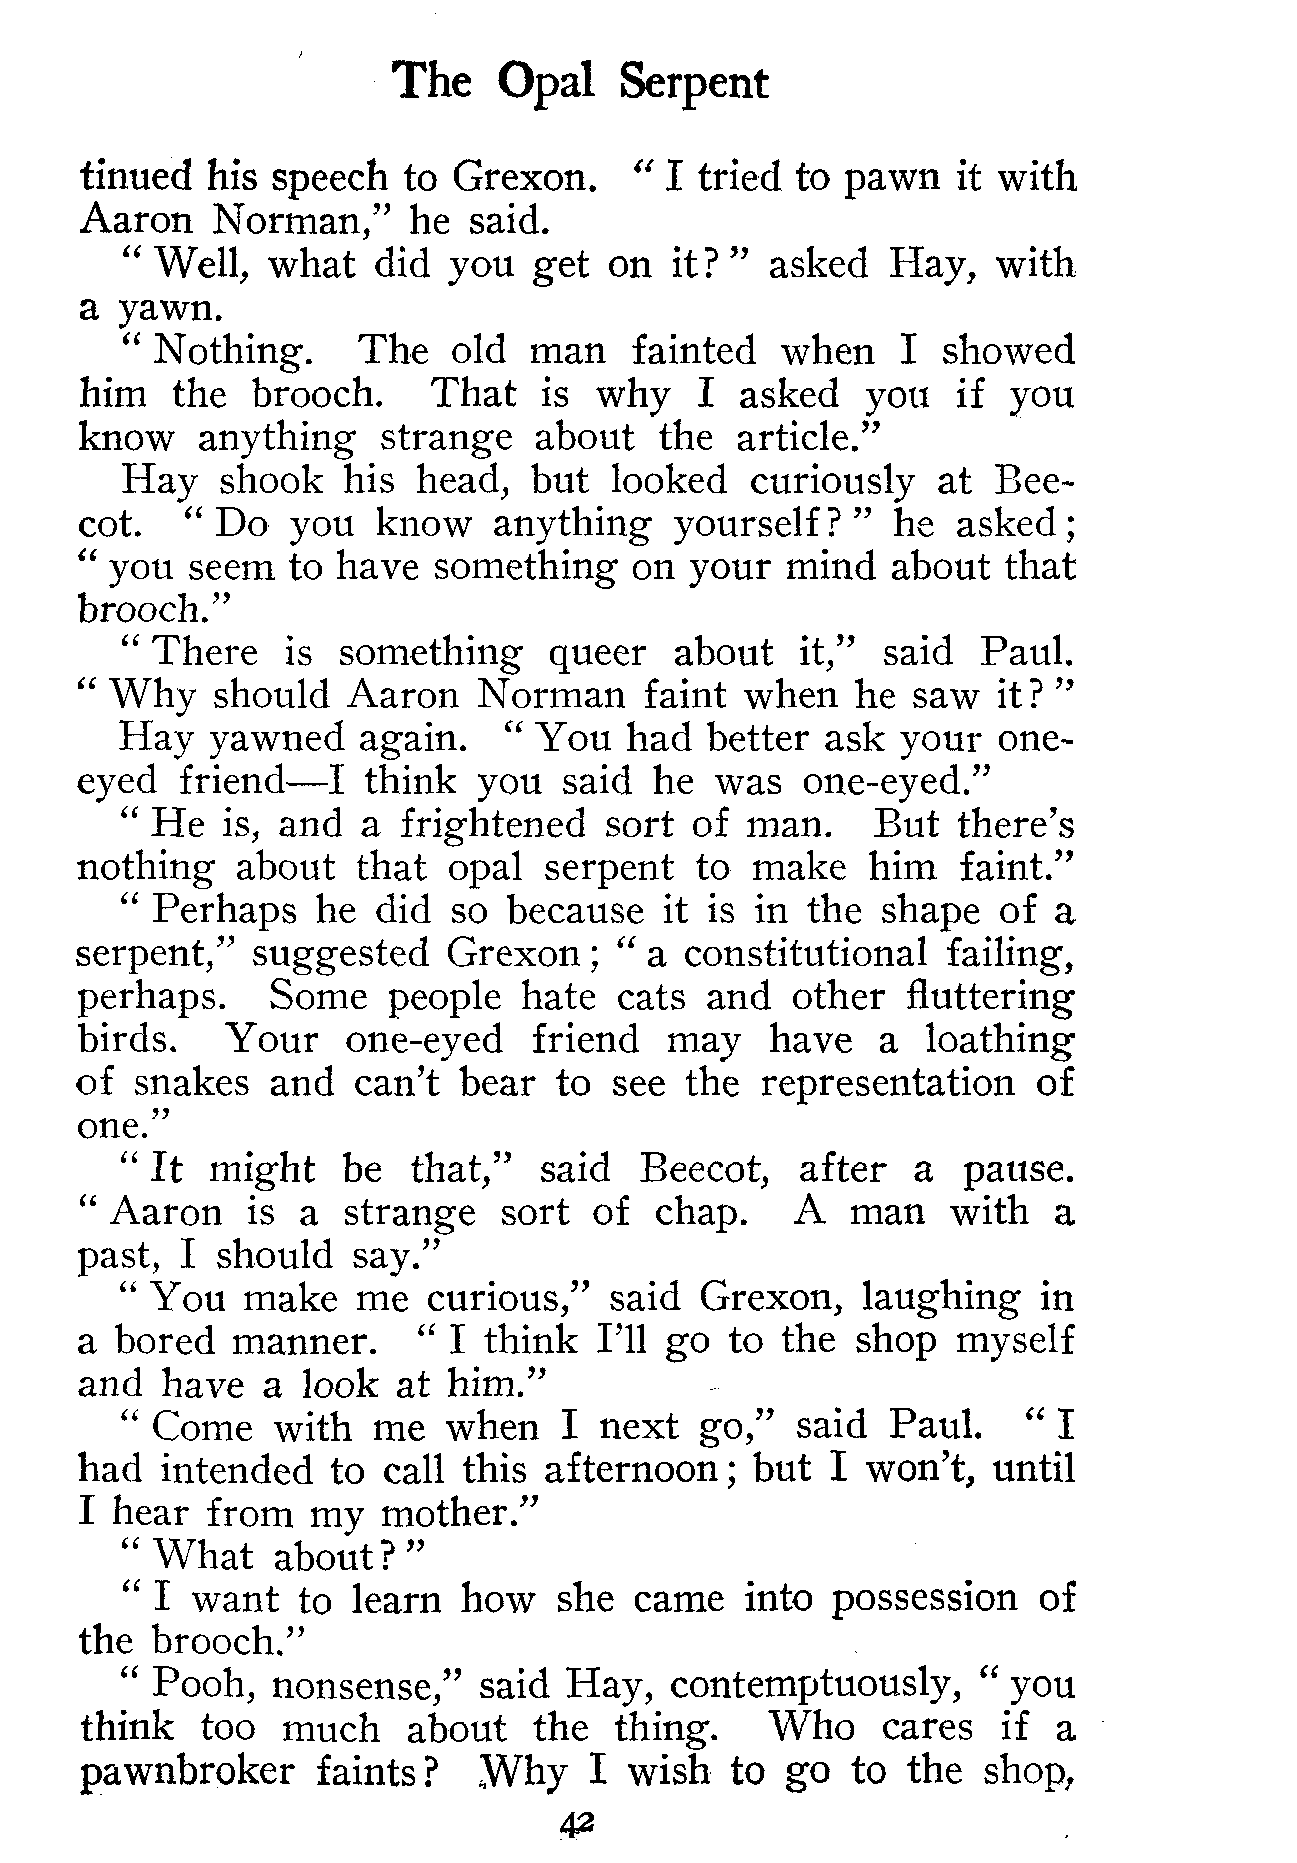 The Opal Serpent
tinued his speech to Grexon. “ I tried to pawn it with
Aaron Norman,” he said.
“ Well, what did you get on it? ” asked Hay, with
a yawn.
“ Nothing. The old man fainted when I showed
him the brooch. That is why I asked you if you
know anything strange about the article.”
Hay shook his head, but looked curiously at Bee-
cot. “ Do you know anything yourself? ” he asked;
“ you seem to have something on your mind about that
brooch.”
“ There is something queer about it,” said Paul.
“ Why should Aaron Norman faint when he saw it? ”
Hay yawned again. “ You had better ask your one-
eyed friend—I think you said he was one-eyed.”
“ He is, and a frightened sort of man. But there’s
nothing about that opal serpent to make him faint.”
“ Perhaps he did so because it is in the shape of a
serpent,” suggested Grexon; “ a constitutional failing,
perhaps. Some people hate cats and other fluttering
birds. Your one-eyed friend may have a loathing
of snakes and can’t bear to see the representation of
one.”
“ It might be that,” said Beecot, after a pause.
“ Aaron is a strange sort of chap. A man with a
past, I should say.”
“ You make me curious,” said Grexon, laughing in
a bored manner. “ I think I’ll go to the shop myself
and have a look at him.”
“ Come with me when I next go,” said Paul. “ I
had intended to call this afternoon; but I won’t, until
I hear from my mother.”
“ What about? ”
“ I want to learn how she came into possession of
the brooch.”
“ Pooh, nonsense,” said Hay, contemptuously, “ you
think too much about the thing. Who cares if a
pawnbroker faints? Why I wish to go to the shop,
42